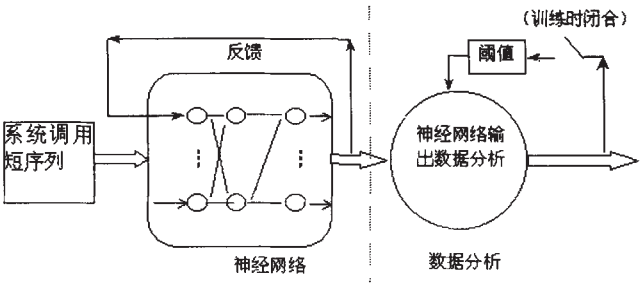 （训练时闭合）
反馈
阈值
系统调用
短序列
神经网络输
出数据分析
神经网络
数据分析